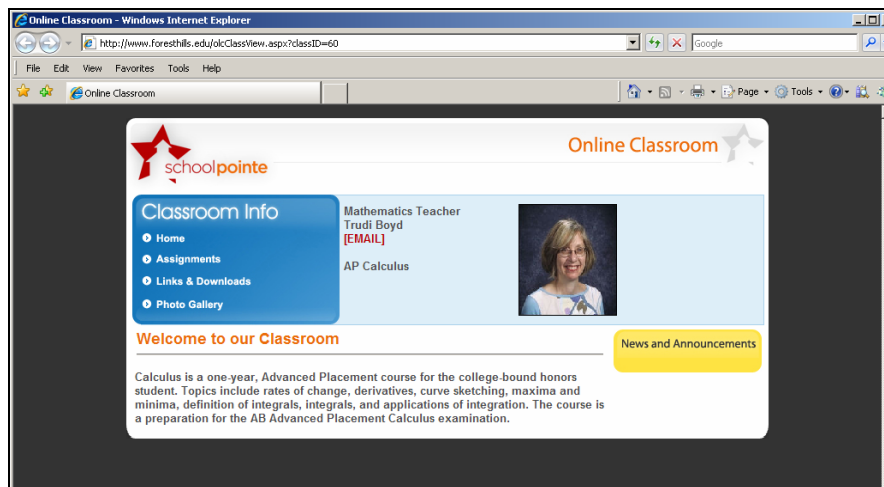 Online Classroom - Windows Internet Explorer
http://www.foresthills.edu/olcClassView.aspx?classID=60
Google
File Edit View Favorites Tools Help
Online Classroom
Page
Tools
schoolpointe
Online Classroom
Classroom Info
Home
Assignments
Links & Downloads
Photo Gallery
Mathematics Teacher
Trudi Boyd
[EMAIL]
AP Calculus
Welcome to our Classroom
News and Announcements
Calculus is a one-year, Advanced Placement course for the college-bound honors
student. Topics include rates of change, derivatives, curve sketching, maxima and
minima, definition of integrals, integrals, and applications of integration. The course is
a preparation for the AB Advanced Placement Calculus examination.